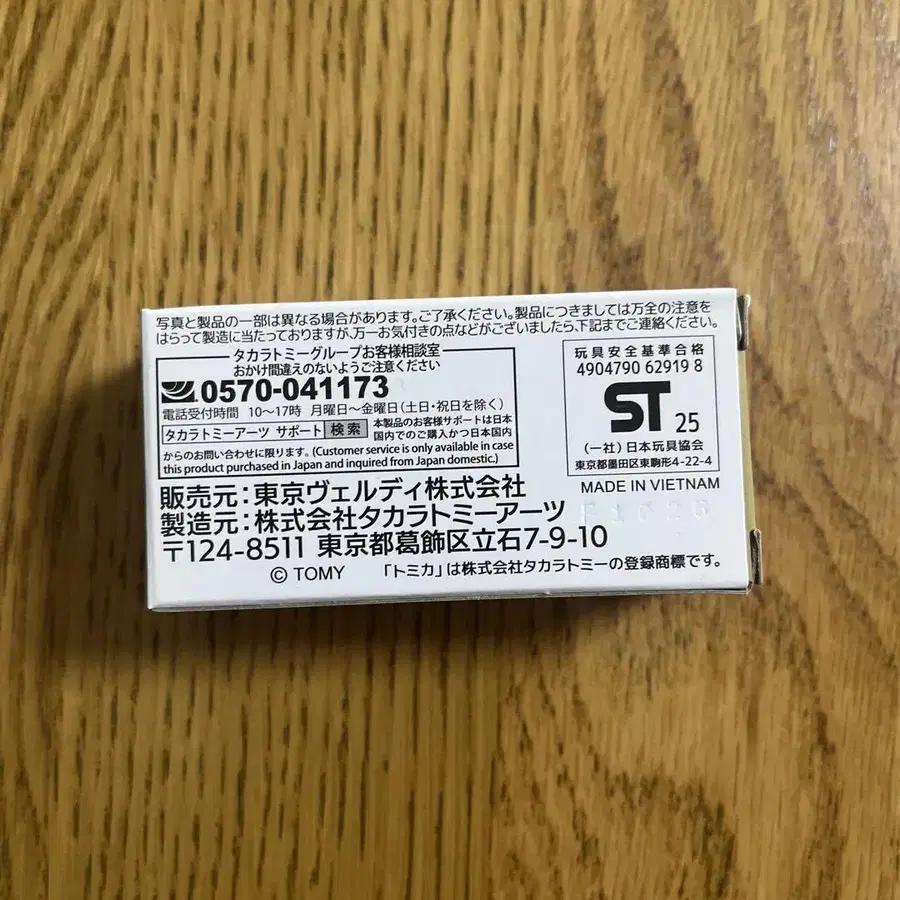 写真と製品の一部は異なる場合があります。ご了承ください。製品につきましては万全の注意を
はらって製造に当たっておりますが、万一お気付きの点などがございましたら、下記までご連絡ください。
タカラトミーグループお客様相談室
おかけ間違えのないようご注意ください
0570-041173
電話受付時間 10〜17時 月曜日〜金曜日(土日・祝日を除く)
タカラトミーアーツ サポート 検索 本製品のお客様サポートは日本
国内でのご購入かつ日本国内
からのお問い合わせに限ります。(Customer service is only available in case
this product purchased in Japan and inquired from Japan domestic.)
玩具安全基準合格
4904790 62919 8
ST 25
(一社)日本玩具協会
東京都墨田区東駒形4-22-4
MADE IN VIETNAM
販売元:東京ヴェルディ株式会社
製造元:株式会社タカラトミーアーツ
〒124-8511 東京都葛飾区立石7-9-10
© TOMY 「トミカ」は株式会社タカラトミーの登録商標です。